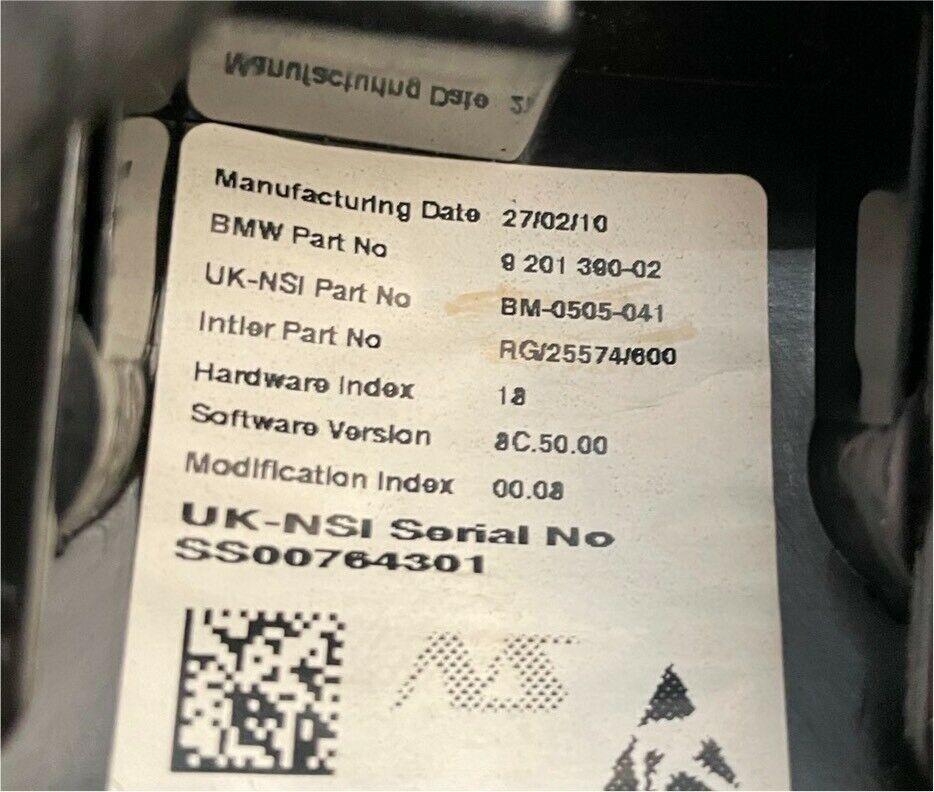 Manufacturing Date
Manufacturing Date 27/02/10
BMW Part No 9 201 390-02
UK-NSI Part No BM-0505-041
Intier Part No RG/25574/600
Hardware Index 18
Software Version 8C.50.00
Modification Index 00.08
UK-NSI Serial No
SS00764301